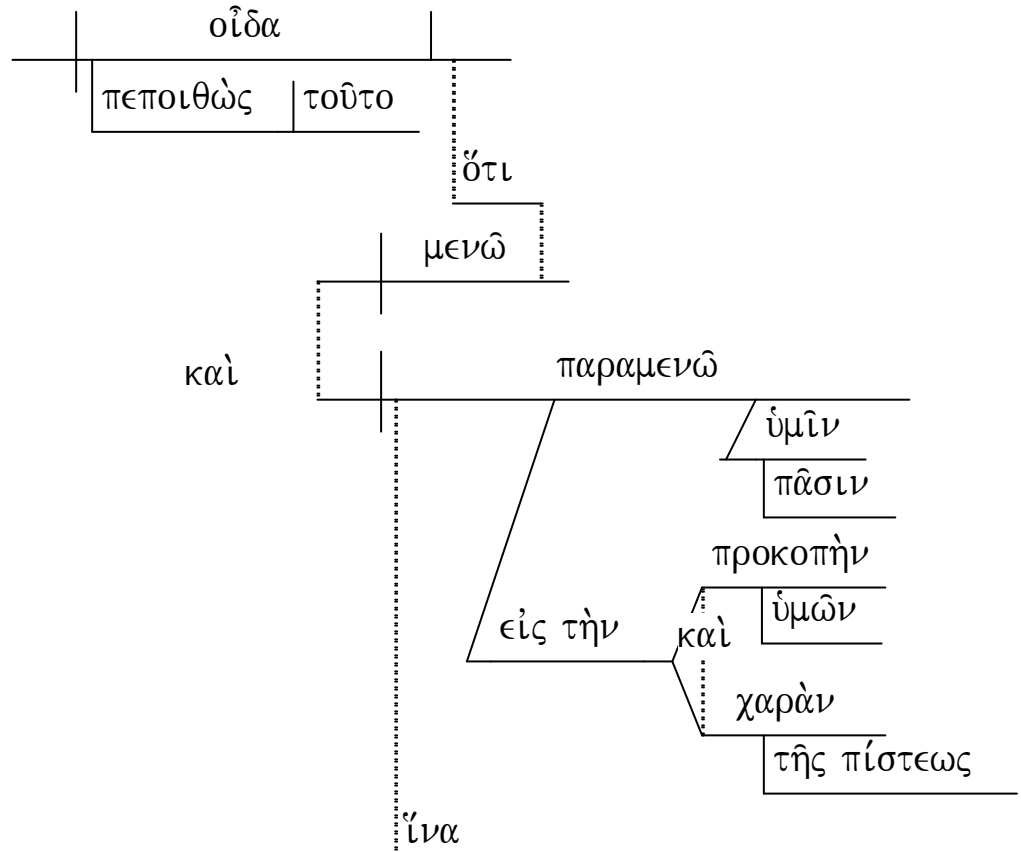 οἶδα
πεποιθὼς τοῦτο
ὅτι
μενῶ
καὶ παραμενῶ
ὑμῖν
πᾶσιν
προκοπὴν
ὑμῶν
εἰς τὴν καὶ
χαρὰν
τῆς πίστεως
ἵνα